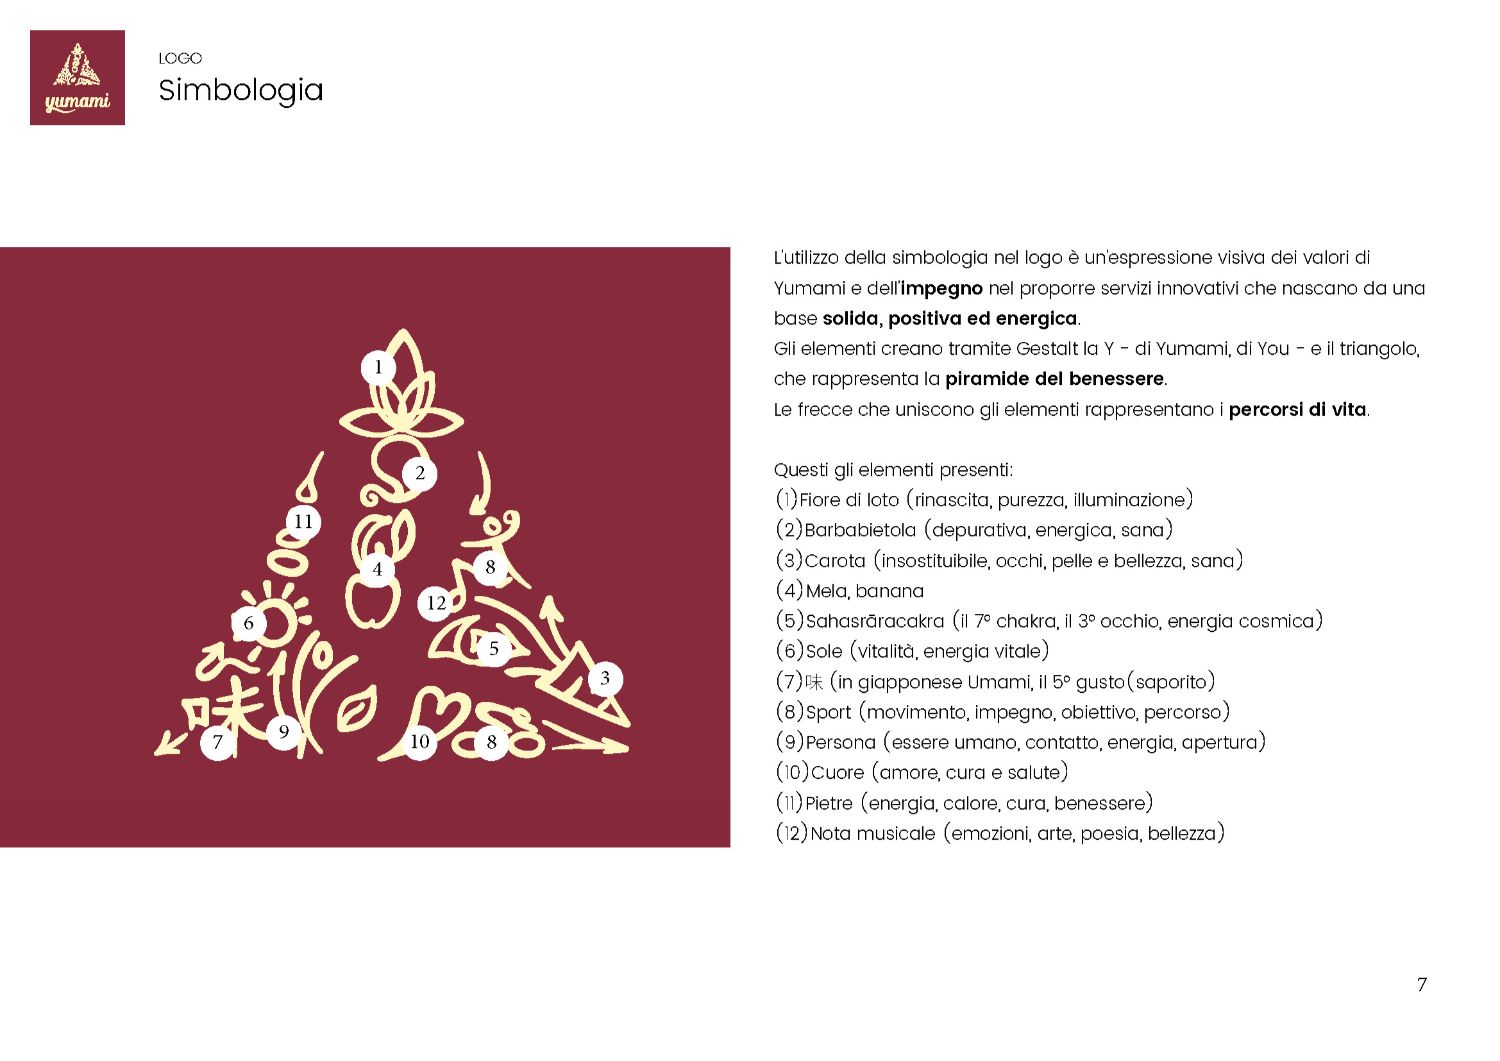 yumami
LOGO
Simbologia
L'utilizzo della simbologia nel logo è un'espressione visiva dei valori di
Yumami e dell'impegno nel proporre servizi innovativi che nascano da una
base solida, positiva ed energica.
Gli elementi creano tramite Gestalt la Y - di Yumami, di You - e il triangolo,
che rappresenta la piramide del benessere.
Le frecce che uniscono gli elementi rappresentano i percorsi di vita.
Questi gli elementi presenti:
(1)Fiore di loto (rinascita, purezza, illuminazione)
(2)Barbabietola (depurativa, energica, sana)
(3)Carota (insostituibile, occhi, pelle e bellezza, sana)
(4)Mela, banana
(5)Sahasrāracakra (il 7° chakra, il 3° occhio, energia cosmica)
(6)Sole (vitalità, energia vitale)
(7)味 (in giapponese Umami, il 5° gusto(saporito)
(8)Sport (movimento, impegno, obiettivo, percorso)
(9)Persona (essere umano, contatto, energia, apertura)
(10)Cuore (amore, cura e salute)
(11)Pietre (energia, calore, cura, benessere)
(12)Nota musicale (emozioni, arte, poesia, bellezza)
1
2
11
4
8
12
6
5
3
味
7
9
10
8
7